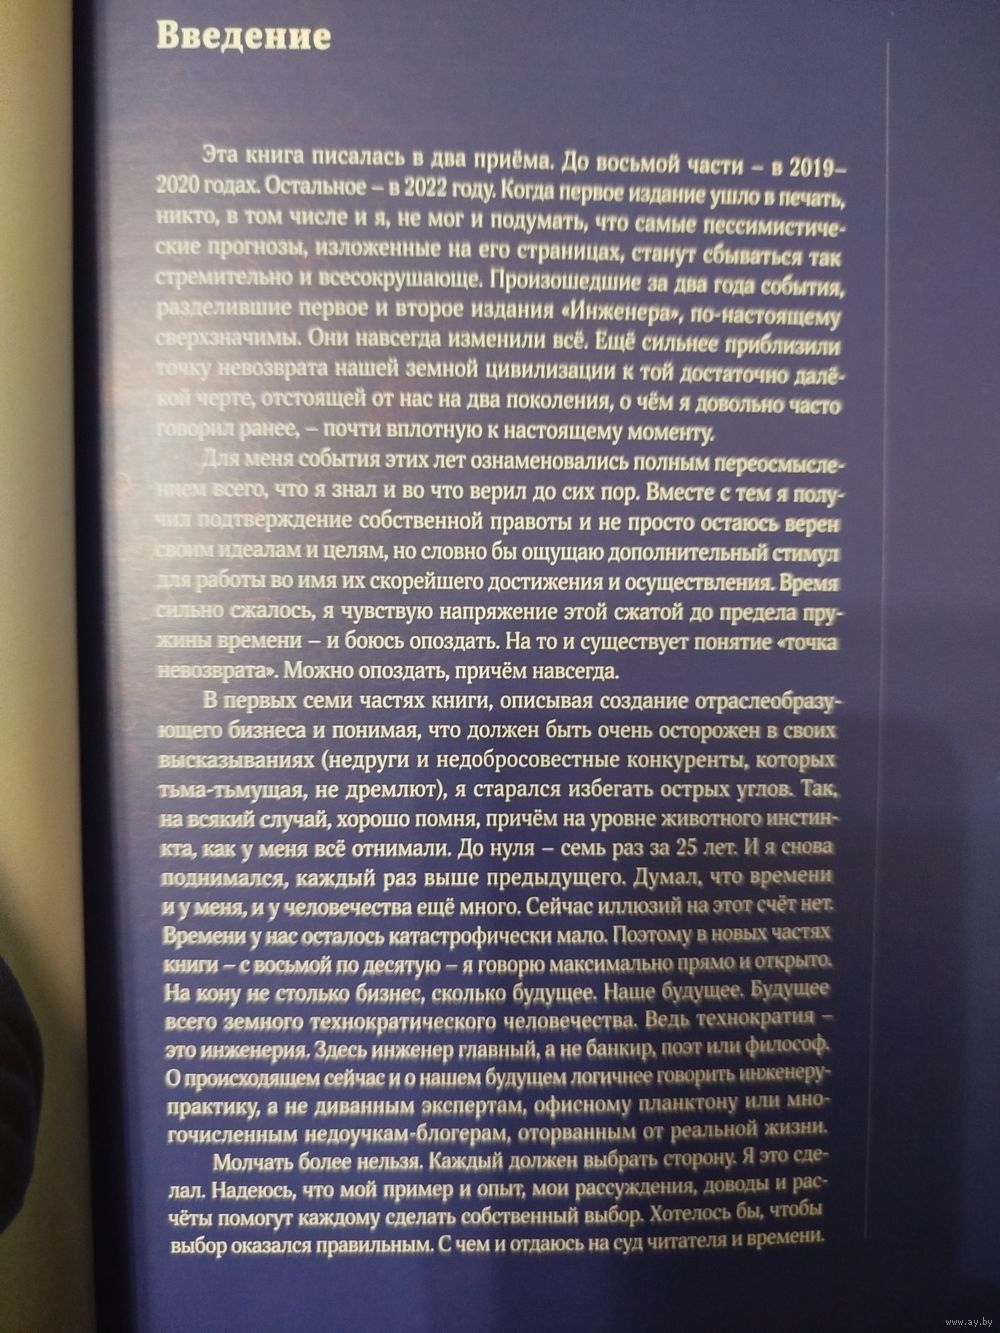 Введение
Эта книга писалась в два приёма. До восьмой части – в 2019–
2020 годах. Остальное – в 2022 году. Когда первое издание ушло в печать,
никто, в том числе и я, не мог и подумать, что самые пессимистиче-
ские прогнозы, изложенные на его страницах, станут сбываться так
стремительно и всесокрушающе. Произошедшие за два года события,
разделившие первое и второе издания «Инженера», по-настоящему
сверхзначимы. Они навсегда изменили всё. Ещё сильнее приблизили
точку невозврата нашей земной цивилизации к той достаточно далё-
кой черте, отстоящей от нас на два поколения, о чём я довольно часто
говорил ранее, – почти вплотную к настоящему моменту.
Для меня события этих лет ознаменовались полным переосмысле-
нием всего, что я знал и во что верил до сих пор. Вместе с тем я полу-
чил подтверждение собственной правоты и не просто остаюсь верен
своим идеалам и целям, но словно бы ощущаю дополнительный стимул
для работы во имя их скорейшего достижения и осуществления. Время
сильно сжалось, я чувствую напряжение этой сжатой до предела пру-
жины времени – и боюсь опоздать. На то и существует понятие «точка
невозврата». Можно опоздать, причём навсегда.
В первых семи частях книги, описывая создание отраслеобразу-
ющего бизнеса и понимая, что должен быть очень осторожен в своих
высказываниях (недруги и недобросовестные конкуренты, которых
тьма-тьмущая, не дремлют), я старался избегать острых углов. Так,
на всякий случай, хорошо помня, причём на уровне животного инстин-
кта, как у меня всё отнимали. До нуля – семь раз за 25 лет. И я снова
поднимался, каждый раз выше предыдущего. Думал, что времени
и у меня, и у человечества ещё много. Сейчас иллюзий на этот счёт нет.
Времени у нас осталось катастрофически мало. Поэтому в новых частях
книги – с восьмой по десятую – я говорю максимально прямо и открыто.
На кону не столько бизнес, сколько будущее. Наше будущее. Будущее
всего земного технократического человечества. Ведь технократия –
это инженерия. Здесь инженер главный, а не банкир, поэт или философ.
О происходящем сейчас и о нашем будущем логичнее говорить инженеру-
практику, а не диванным экспертам, офисному планктону или мно-
гочисленным недоучкам-блогерам, оторванным от реальной жизни.
Молчать более нельзя. Каждый должен выбрать сторону. Я это сде-
лал. Надеюсь, что мой пример и опыт, мои рассуждения, доводы и рас-
чёты помогут каждому сделать собственный выбор. Хотелось бы, чтобы
выбор оказался правильным. С чем и отдаюсь на суд читателя и времени.
www.ay.by